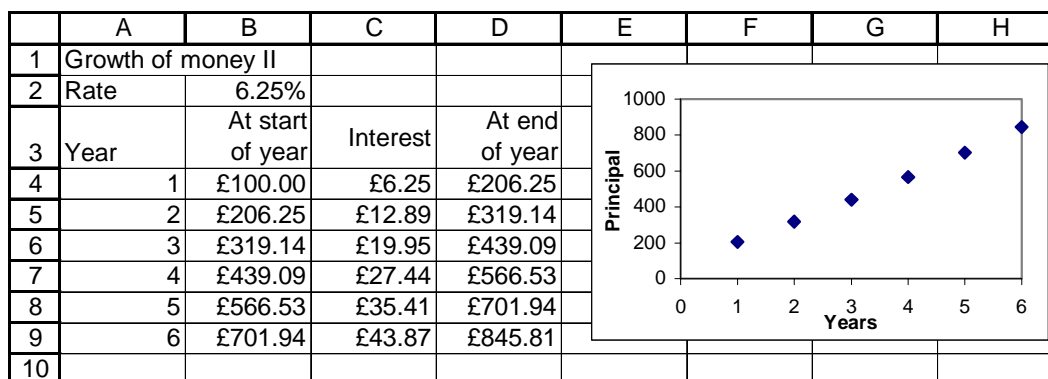 A B C D E F G H
1 Growth of money II
2 Rate 6.25%
3 Year At start of year Interest At end of year
4 1 £100.00 £6.25 £206.25
5 2 £206.25 £12.89 £319.14
6 3 £319.14 £19.95 £439.09
7 4 £439.09 £27.44 £566.53
8 5 £566.53 £35.41 £701.94
9 6 £701.94 £43.87 £845.81
10
Principal
1000
800
600
400
200
0
0 1 2 3 4 5 6
Years